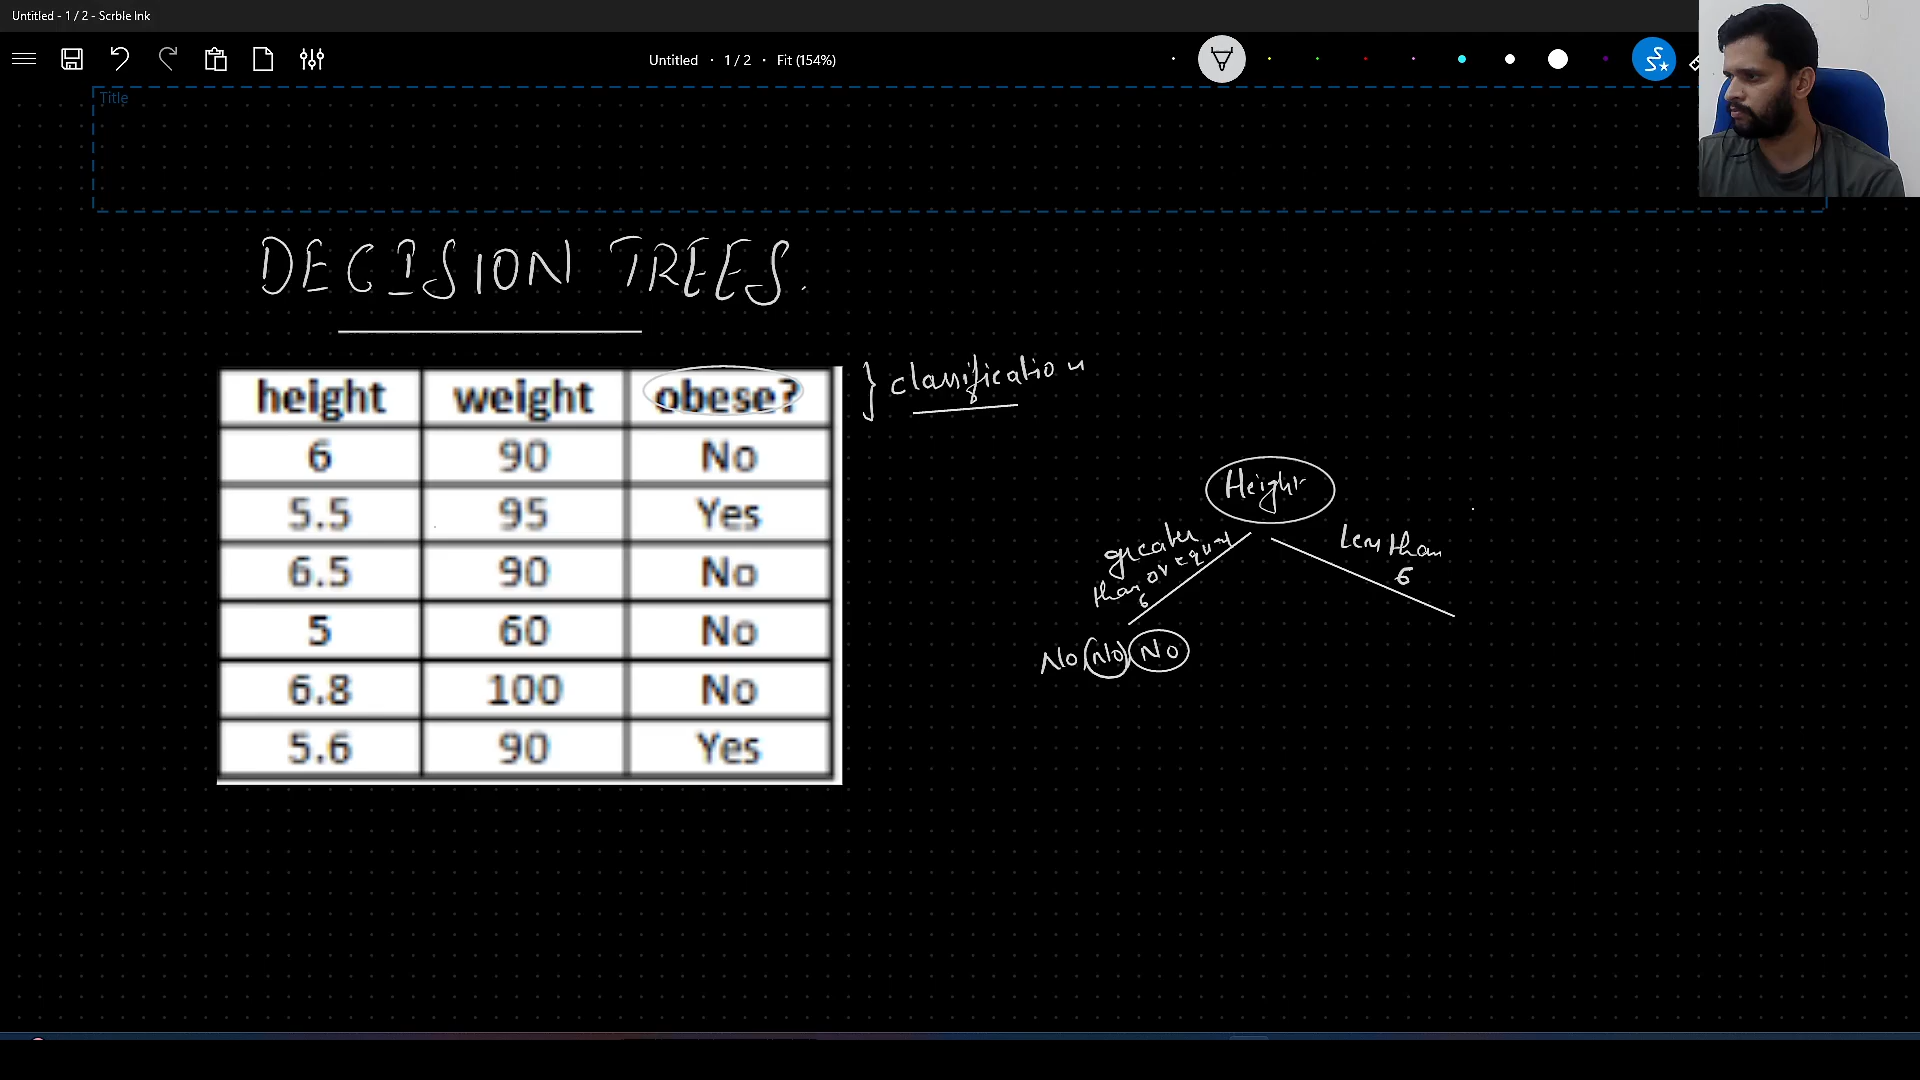 Untitled - 1 / 2 - Scrble Ink
Untitled · 1 / 2 · Fit (154%)
Title
DECISION TREES.
height weight obese?
6 90 No
5.5 95 Yes
6.5 90 No
5 60 No
6.8 100 No
5.6 90 Yes
} classification
Height
greater
than or equal
6
Less than
6
No No No